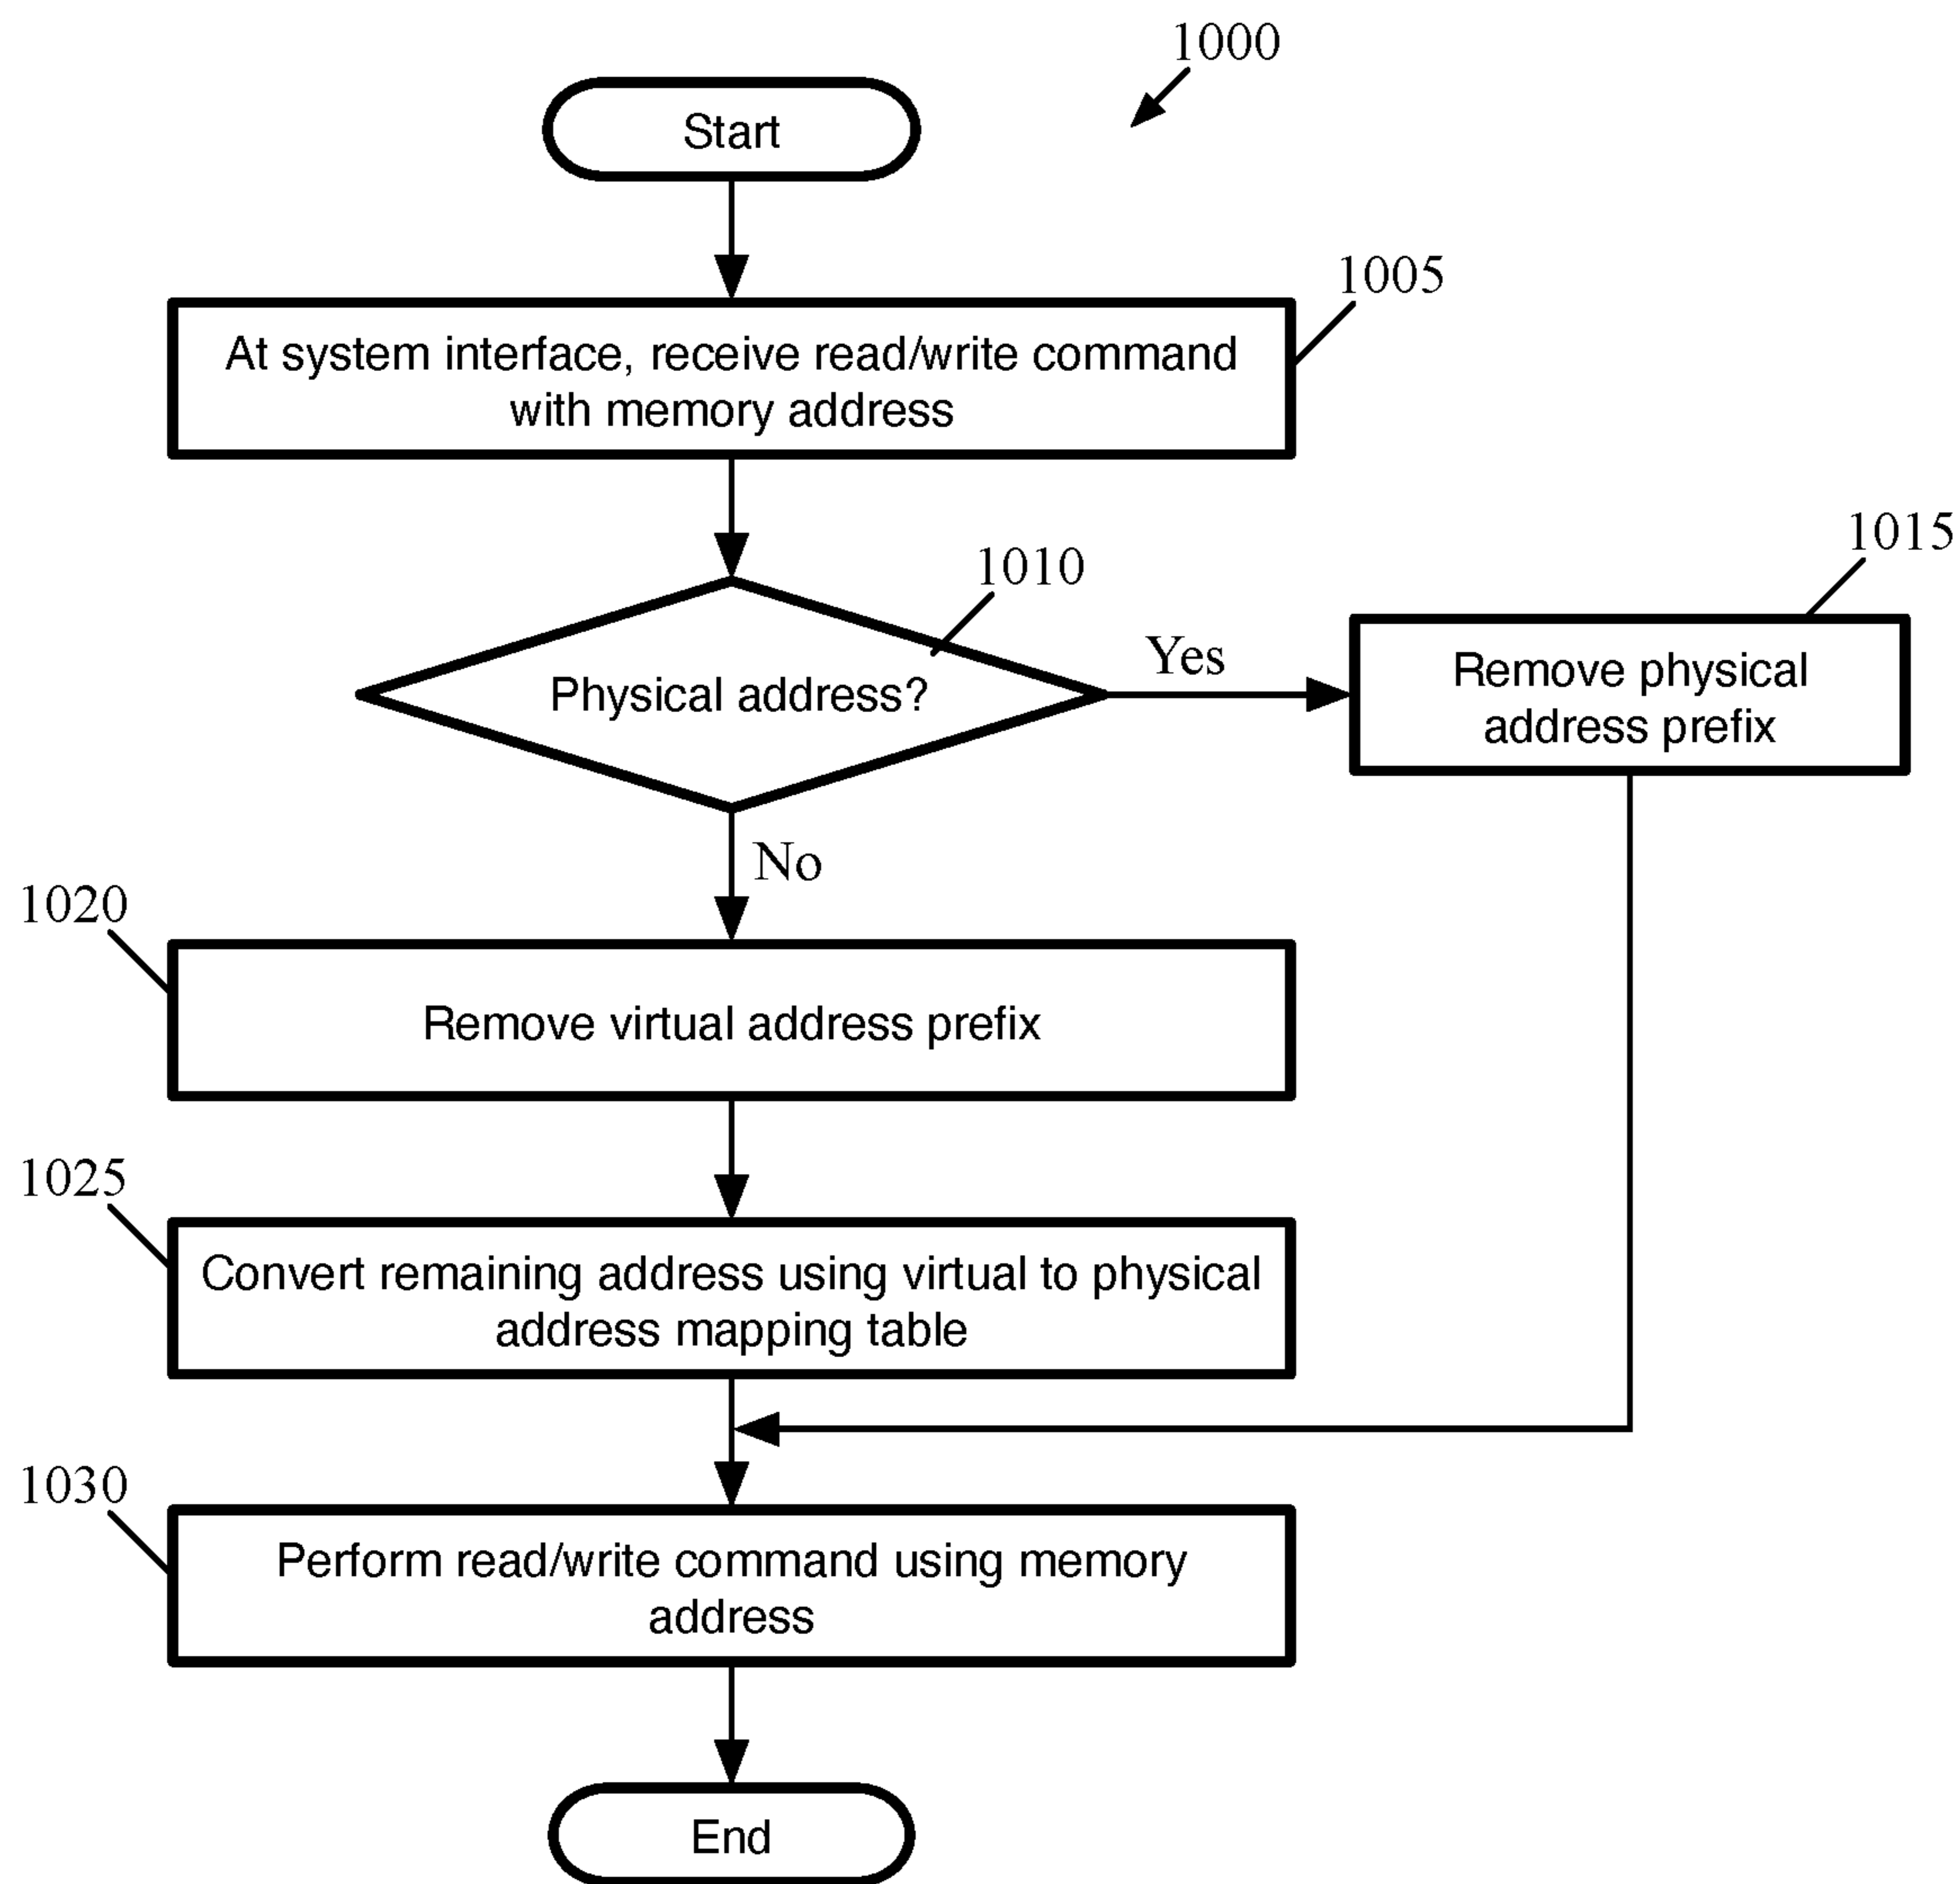 1000
Start
1005
At system interface, receive read/write command
with memory address
1010
Physical address?
Yes
1015
Remove physical
address prefix
No
1020
Remove virtual address prefix
1025
Convert remaining address using virtual to physical
address mapping table
1030
Perform read/write command using memory
address
End